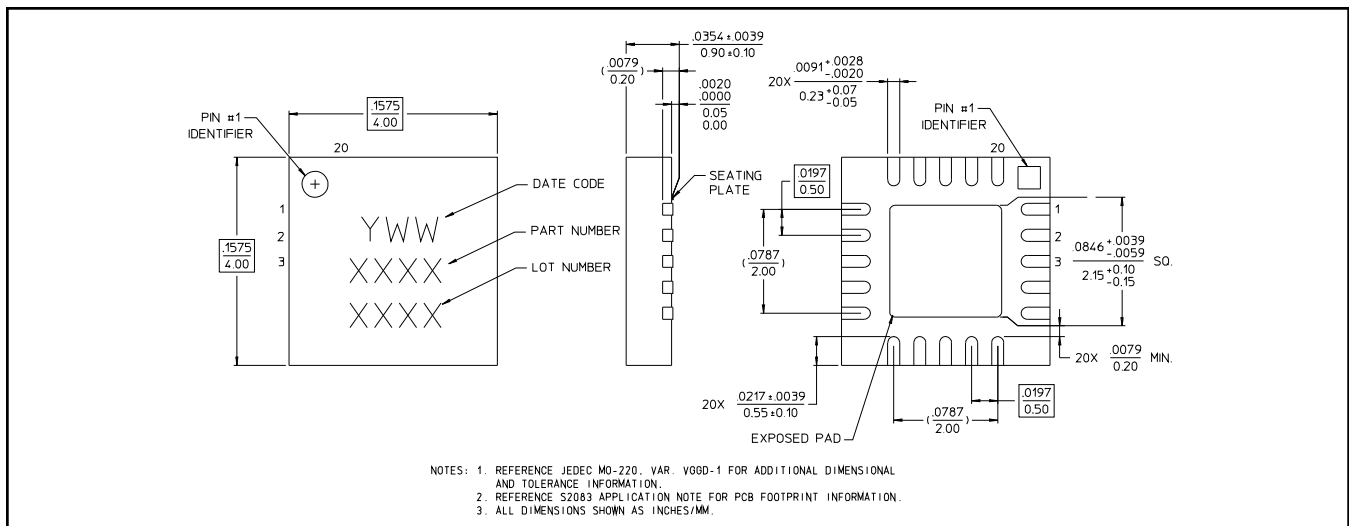 .0354 ±.0039
0.90 ±0.10
(.0079)
0.20
.0020
.0000
0.05
0.00
20X .0091 +.0028 -.0020
0.23 +0.07 -0.05
PIN #1
IDENTIFIER
20
.1575
4.00
PIN #1
IDENTIFIER
20
.1575
4.00
1
2
3
YWW
XXXX
XXXX
DATE CODE
PART NUMBER
LOT NUMBER
SEATING
PLATE
.0197
0.50
(.0787)
2.00
1
2
3
.0846 +.0039 -.0059 SQ.
2.15 +0.10 -0.15
20X .0079 MIN.
0.20
20X .0217 ±.0039
0.55 ±0.10
(.0787)
2.00
.0197
0.50
EXPOSED PAD
NOTES: 1. REFERENCE JEDEC MO-220, VAR. VGGD-1 FOR ADDITIONAL DIMENSIONAL
AND TOLERANCE INFORMATION.
2. REFERENCE S2083 APPLICATION NOTE FOR PCB FOOTPRINT INFORMATION.
3. ALL DIMENSIONS SHOWN AS INCHES/MM.